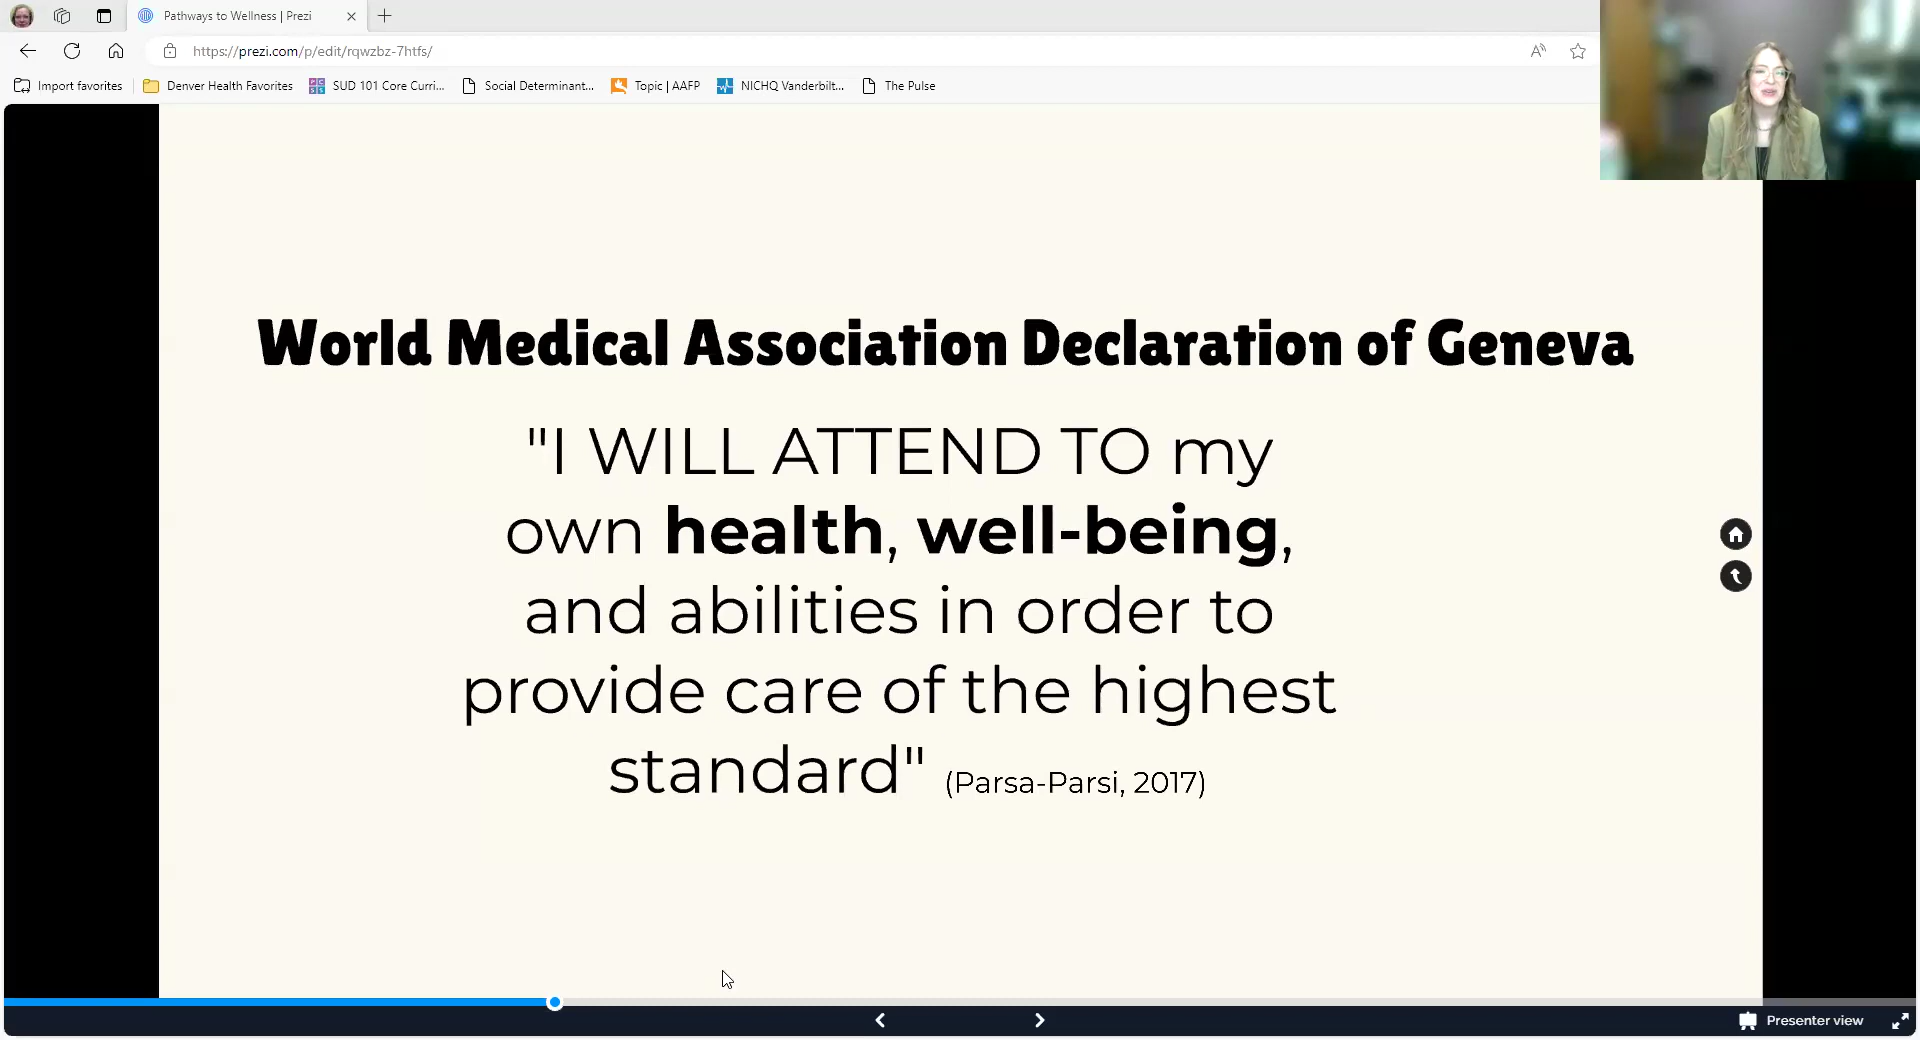 Pathways to Wellness | Prezi
https://prezi.com/p/edit/rqwzbz-7htfs/
Import favorites
Denver Health Favorites
SUD 101 Core Curri...
Social Determinant...
Topic | AAFP
NICHQ Vanderbilt...
The Pulse
World Medical Association Declaration of Geneva
"I WILL ATTEND TO my
own health, well-being,
and abilities in order to
provide care of the highest
standard" (Parsa-Parsi, 2017)
Presenter view